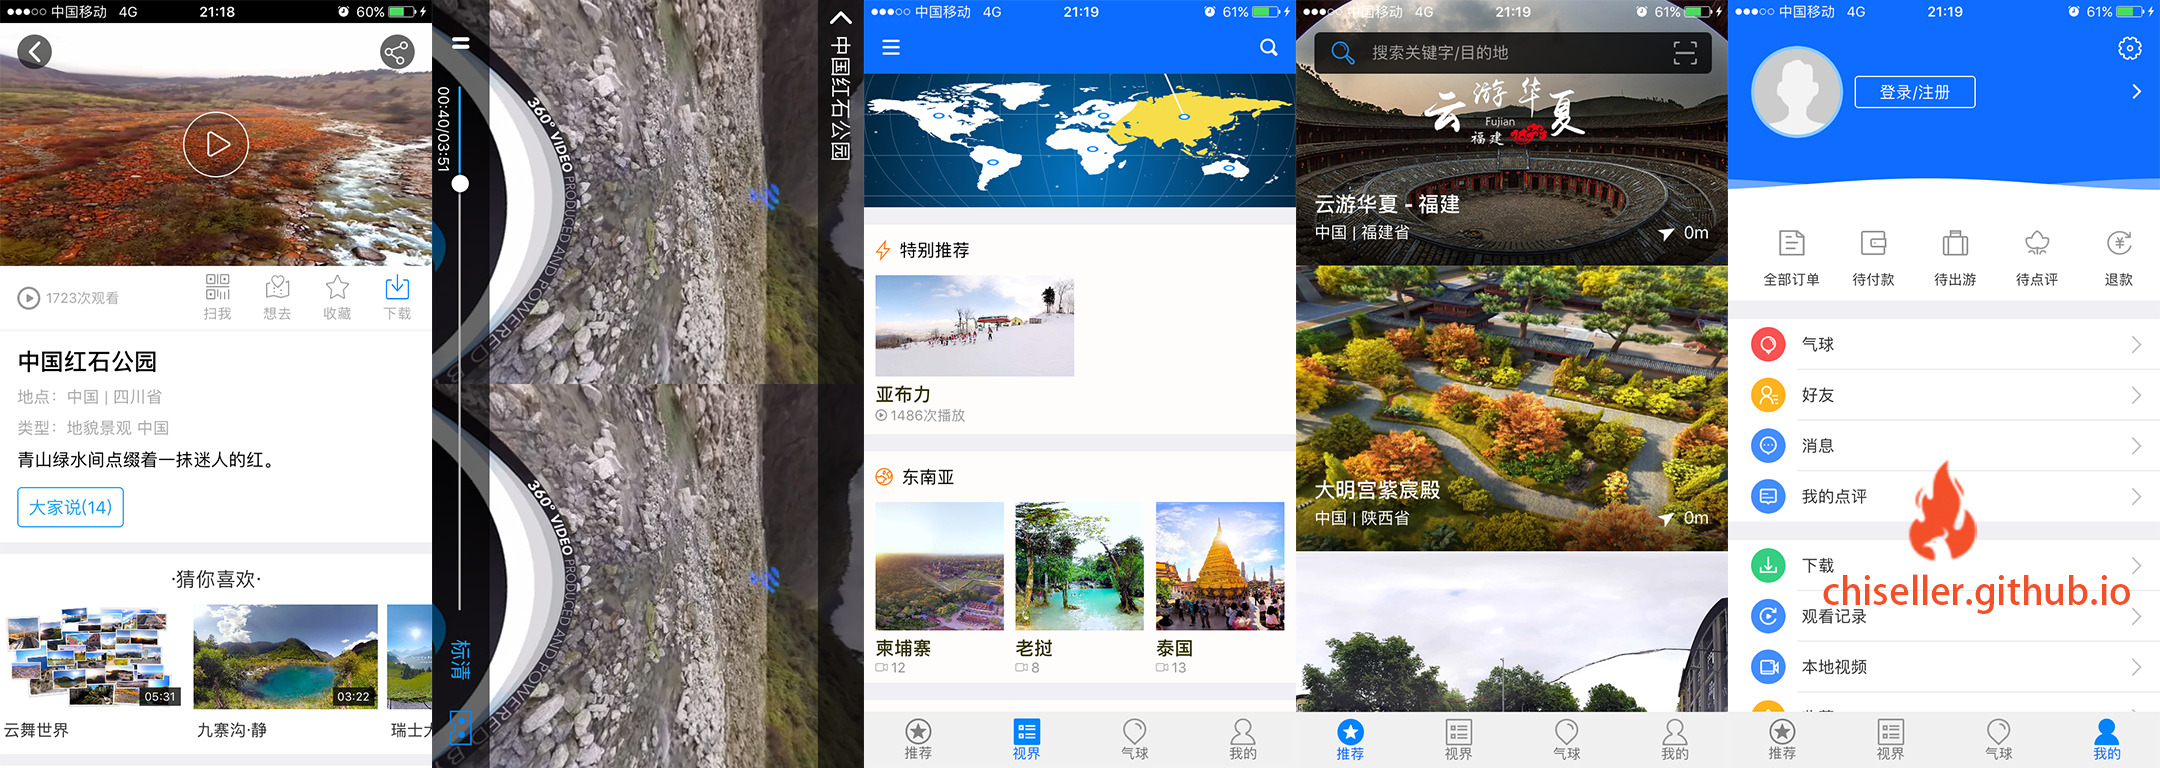 ●●●○○ 中国移动 4G 21:18 60%
1723次观看
扫我 想去 收藏 下载
中国红石公园
地点: 中国 | 四川省
类型: 地貌景观 中国
青山绿水间点缀着一抹迷人的红。
大家说(14)
·猜你喜欢·
05:31 03:22
云舞世界 九寨沟·静 瑞士
中国红石公园
00:40/03:51
标清
360° VIDEO PRODUCED AND POWERED B
360° VIDEO PRODUCED AND POWERED B
●●●○○ 中国移动 4G 21:19 61%
特别推荐
亚布力
1486次播放
东南亚
柬埔寨 老挝 泰国
12 8 13
推荐 视界 气球 我的
●●●○○ 中国移动 4G 21:19 61%
搜索关键字/目的地
云游华夏
Fujian
福建
云游华夏 - 福建
中国 | 福建省 0m
大明宫紫宸殿
中国 | 陕西省 0m
推荐 视界 气球 我的
●●●○○ 中国移动 4G 21:19 61%
登录/注册
全部订单 待付款 待出游 待点评 退款
气球
好友
消息
我的点评
下载
chiseller.github.io
观看记录
本地视频
推荐 视界 气球 我的